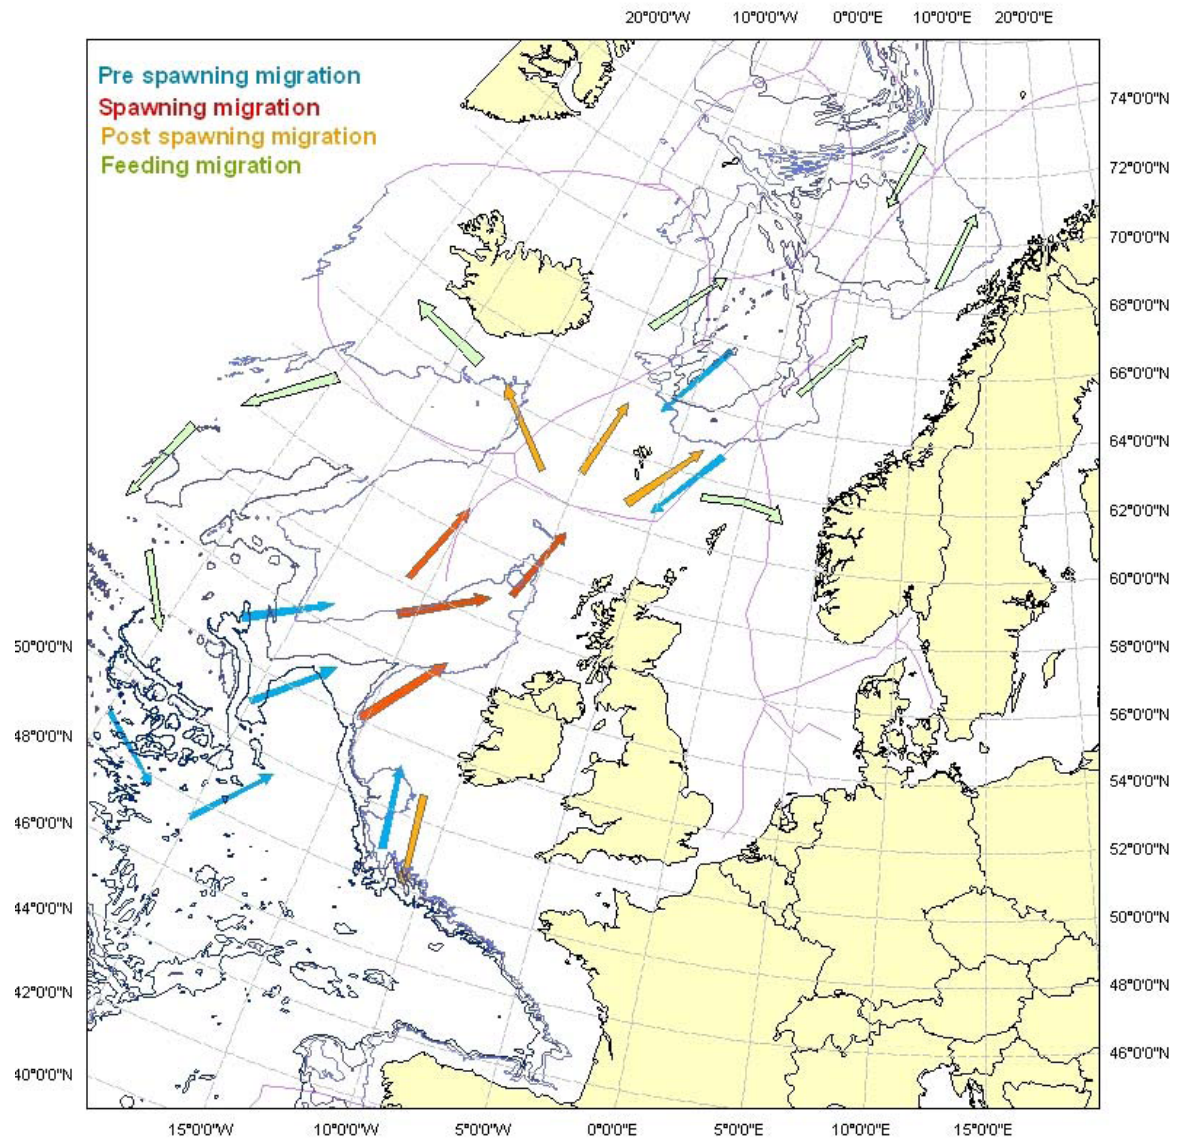 20°0'0"W 10°0'0"W 0°0'0"E 10°0'0"E 20°0'0"E
Pre spawning migration
Spawning migration
Post spawning migration
Feeding migration
74°0'0"N
72°0'0"N
70°0'0"N
68°0'0"N
66°0'0"N
64°0'0"N
62°0'0"N
60°0'0"N
58°0'0"N
56°0'0"N
54°0'0"N
52°0'0"N
50°0'0"N
48°0'0"N
46°0'0"N
50°0'0"N
48°0'0"N
46°0'0"N
44°0'0"N
42°0'0"N
40°0'0"N
15°0'0"W 10°0'0"W 5°0'0"W 0°0'0"E 5°0'0"E 10°0'0"E 15°0'0"E